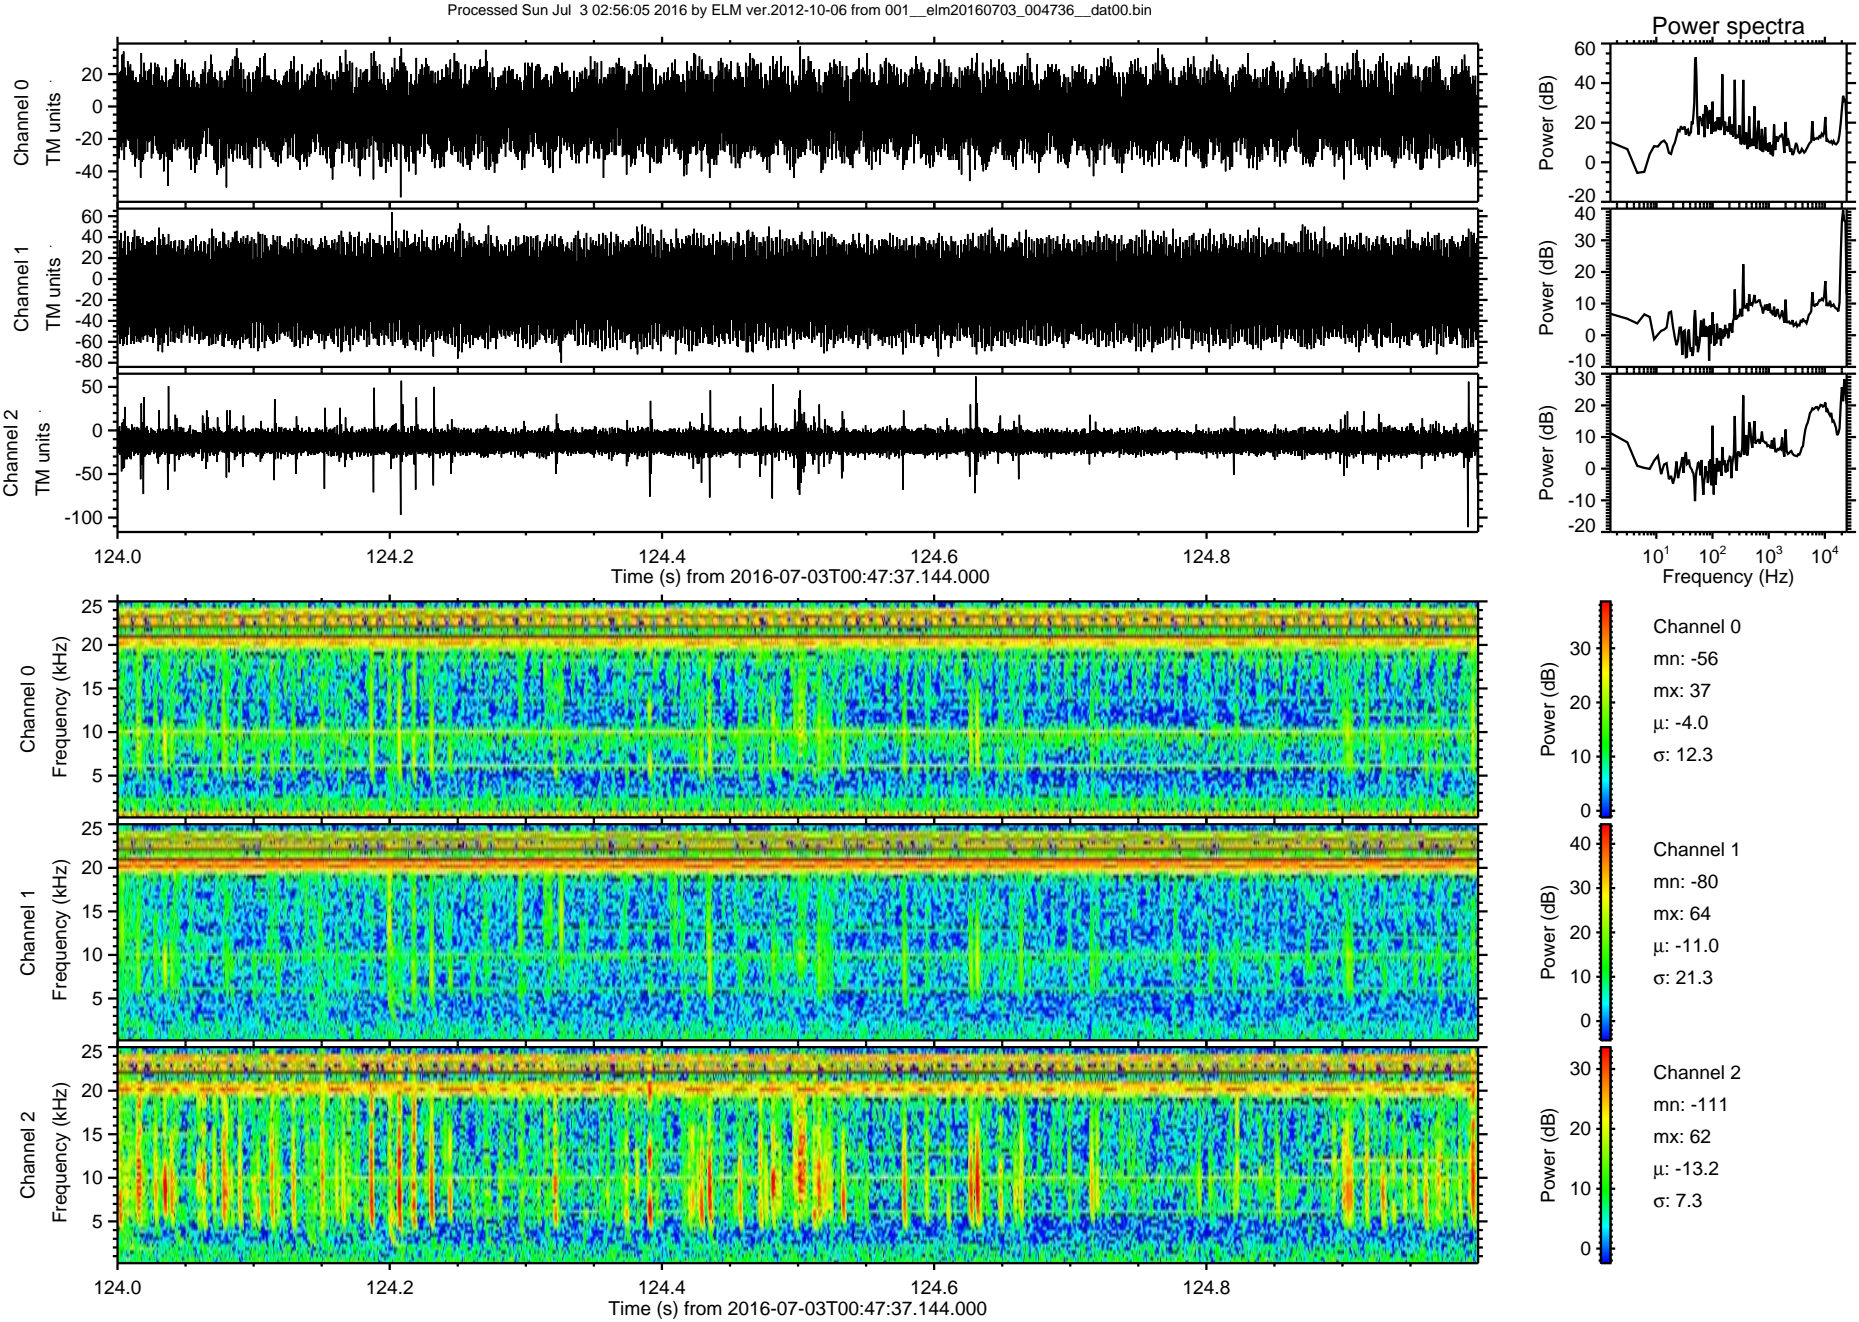 Processed Sun Jul  3 02:56:05 2016 by ELM ver.2012-10-06 from 001__elm20160703_004736__dat00.bin
Power spectra
Channel 0
TM units
20
0
-20
-40
Power (dB)
60
40
20
0
-20
Channel 1
TM units
60
40
20
0
-20
-40
-60
-80
Power (dB)
40
30
20
10
0
-10
Channel 2
TM units
50
0
-50
-100
Power (dB)
30
20
10
0
-10
-20
124.0 124.2 124.4 124.6 124.8
Time (s) from 2016-07-03T00:47:37.144.000
10¹ 10² 10³ 10⁴
Frequency (Hz)
Channel 0
Frequency (kHz)
25
20
15
10
5
Power (dB)
30
20
10
0
Channel 0
mn: -56
mx: 37
μ: -4.0
σ: 12.3
Channel 1
Frequency (kHz)
25
20
15
10
5
Power (dB)
40
30
20
10
0
Channel 1
mn: -80
mx: 64
μ: -11.0
σ: 21.3
Channel 2
Frequency (kHz)
25
20
15
10
5
Power (dB)
30
20
10
0
Channel 2
mn: -111
mx: 62
μ: -13.2
σ: 7.3
124.0 124.2 124.4 124.6 124.8
Time (s) from 2016-07-03T00:47:37.144.000